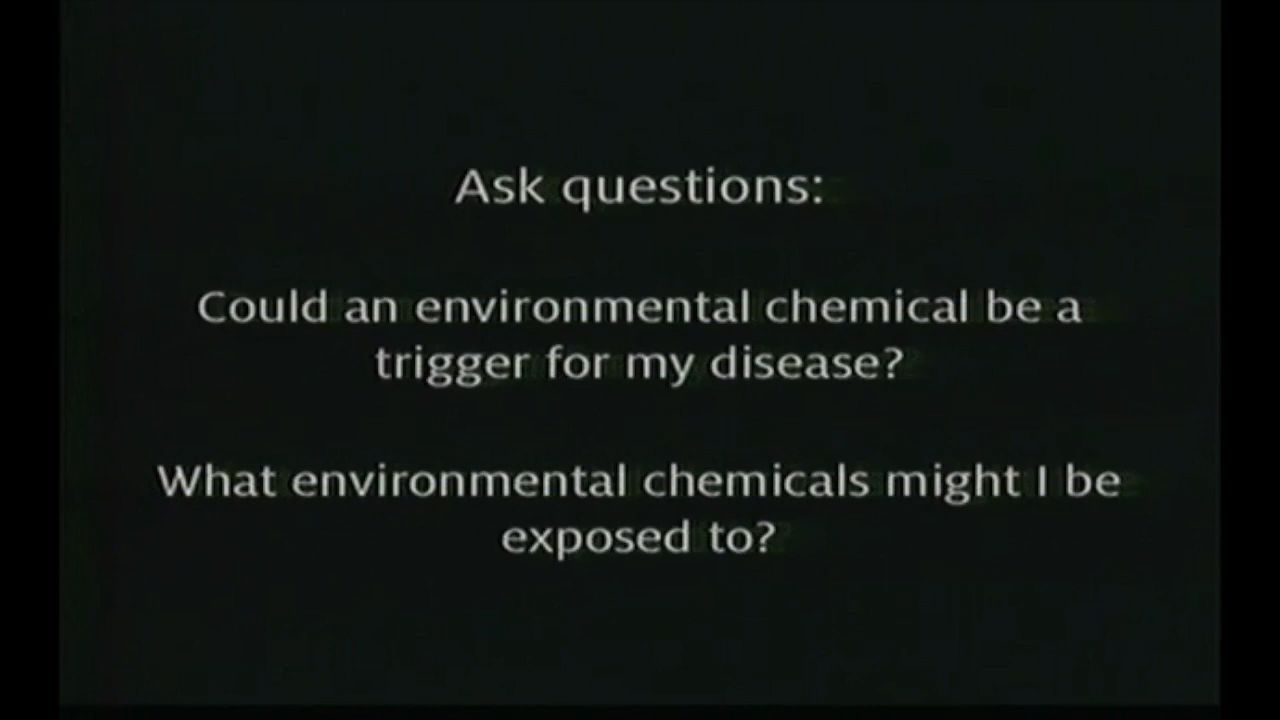 Ask questions:
Could an environmental chemical be a
trigger for my disease?
What environmental chemicals might I be
exposed to?